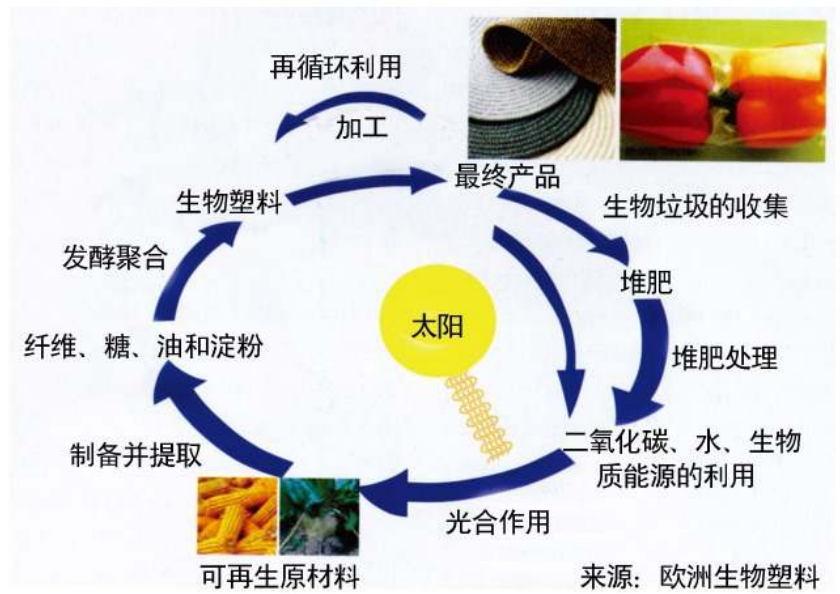 再循环利用
加工
最终产品
生物塑料
生物垃圾的收集
发酵聚合
堆肥
太阳
纤维、糖、油和淀粉
堆肥处理
制备并提取
二氧化碳、水、生物
质能源的利用
光合作用
可再生原材料
来源：欧洲生物塑料